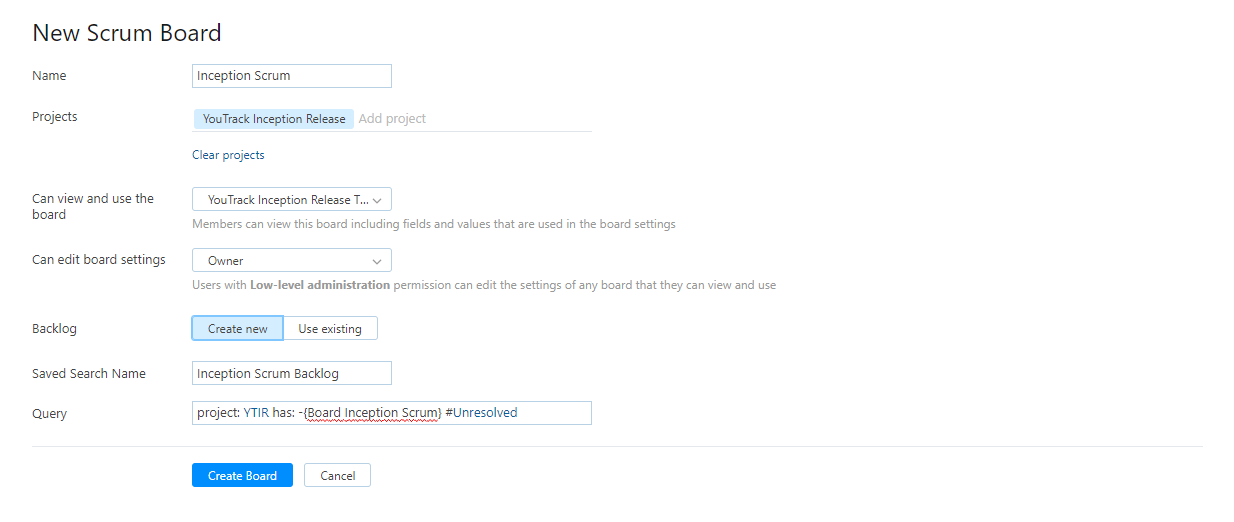 New Scrum Board
Name
Inception Scrum
Projects
YouTrack Inception Release
Add project
Clear projects
Can view and use the
board
YouTrack Inception Release T...
Members can view this board including fields and values that are used in the board settings
Can edit board settings
Owner
Users with Low-level administration permission can edit the settings of any board that they can view and use
Backlog
Create new
Use existing
Saved Search Name
Inception Scrum Backlog
Query
project: YTIR has: -{Board Inception Scrum} #Unresolved
Create Board
Cancel